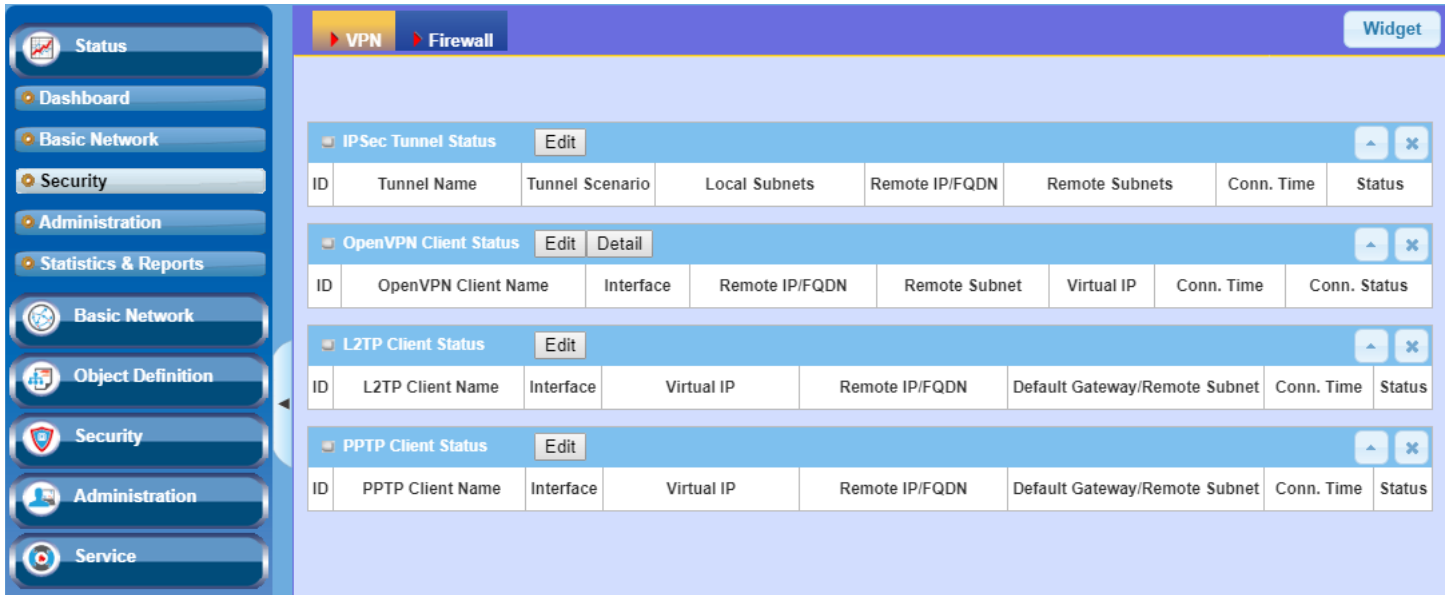 Status
Dashboard
Basic Network
Security
Administration
Statistics & Reports
Basic Network
Object Definition
Security
Administration
Service
VPN Firewall Widget
IPSec Tunnel Status Edit
ID Tunnel Name Tunnel Scenario Local Subnets Remote IP/FQDN Remote Subnets Conn. Time Status
OpenVPN Client Status Edit Detail
ID OpenVPN Client Name Interface Remote IP/FQDN Remote Subnet Virtual IP Conn. Time Conn. Status
L2TP Client Status Edit
ID L2TP Client Name Interface Virtual IP Remote IP/FQDN Default Gateway/Remote Subnet Conn. Time Status
PPTP Client Status Edit
ID PPTP Client Name Interface Virtual IP Remote IP/FQDN Default Gateway/Remote Subnet Conn. Time Status